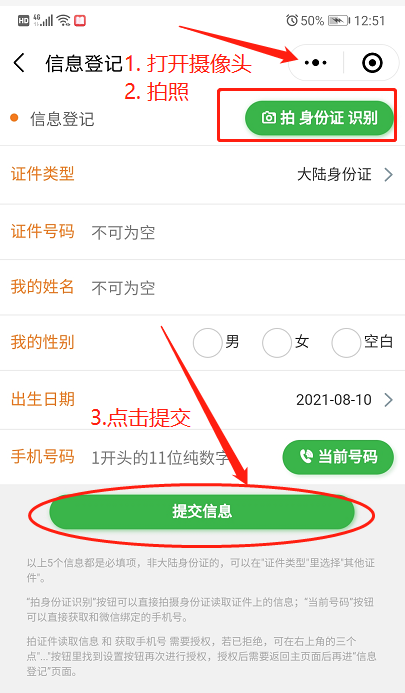 HD 46 50% 12:51
信息登记 1. 打开摄像头
2. 拍照
信息登记 拍 身份证 识别
证件类型 大陆身份证
证件号码 不可为空
我的姓名 不可为空
我的性别 男 女 空白
出生日期 2021-08-10
3.点击提交
手机号码 1开头的11位纯数字 当前号码
提交信息
以上5个信息都是必填项，非大陆身份证的，可以在"证件类型"里选择"其他证
件"。
"拍身份证识别"按钮可以直接拍摄身份证读取证件上的信息；"当前号码"按钮
可以直接获取和微信绑定的手机号。
拍证件读取信息 和 获取手机号 需要授权，若已拒绝，可在右上角的三个
点"..."按钮里找到设置按钮再次进行授权，授权后需要返回主页面后再进"信息
登记"页面。